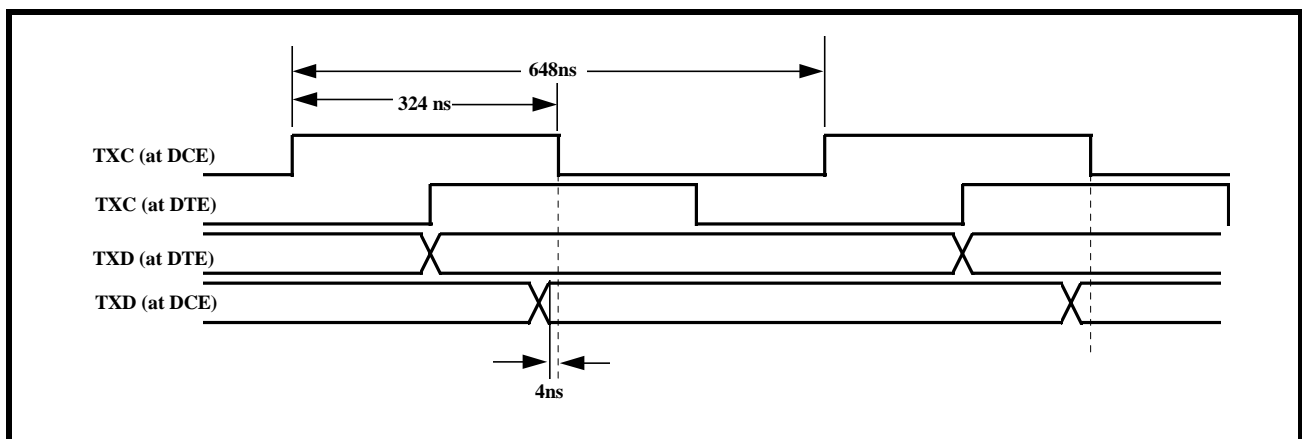 648ns
324 ns
TXC (at DCE)
TXC (at DTE)
TXD (at DTE)
TXD (at DCE)
4ns